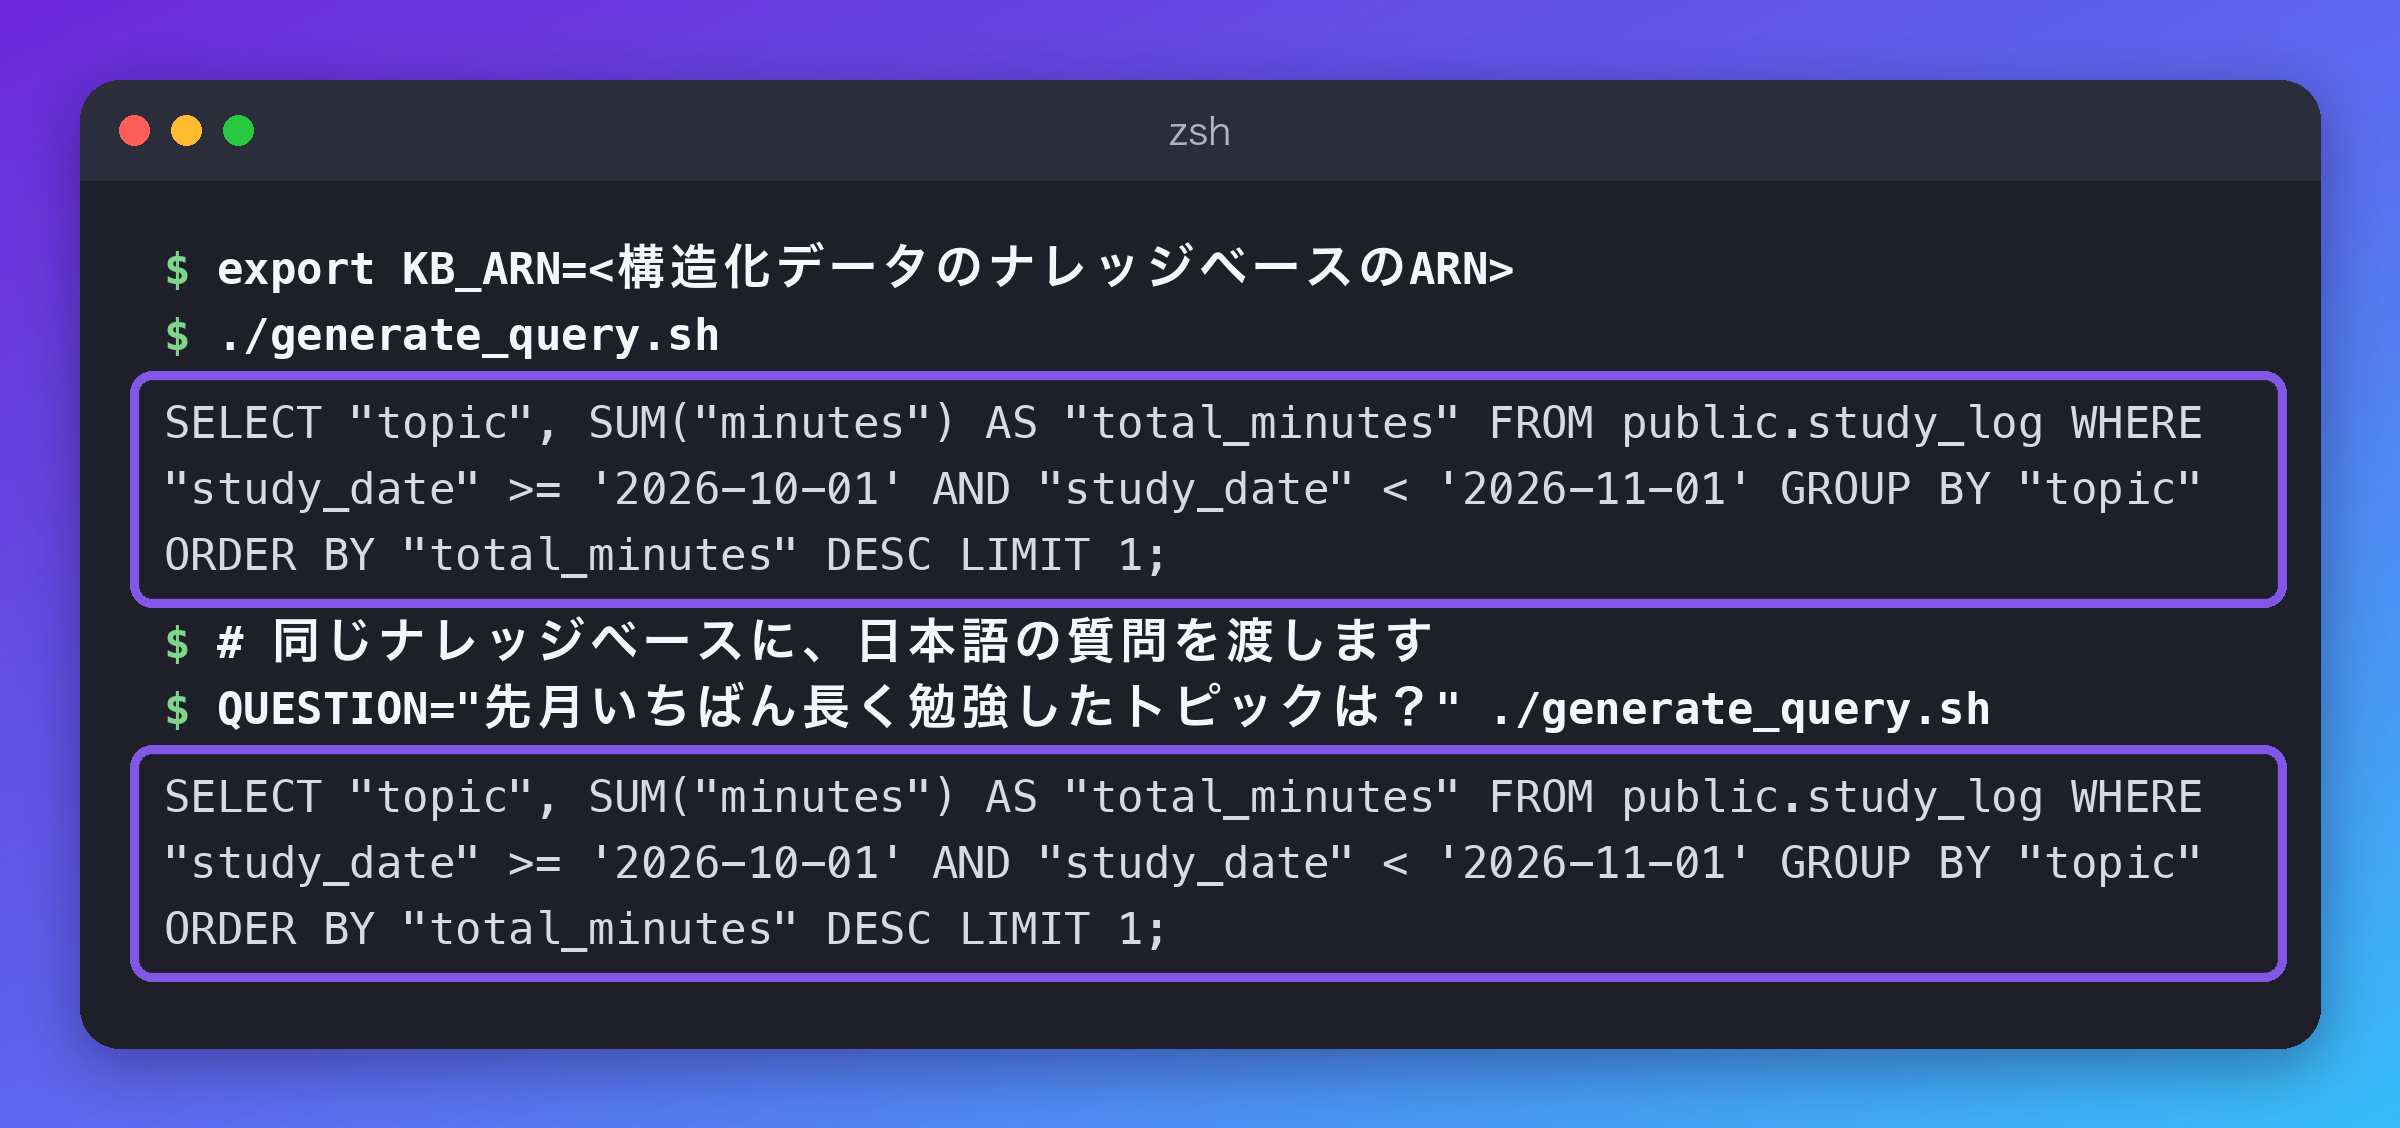 zsh
$ export KB_ARN=<構造化データのナレッジベースのARN>
$ ./generate_query.sh
SELECT "topic", SUM("minutes") AS "total_minutes" FROM public.study_log WHERE
"study_date" >= '2026-10-01' AND "study_date" < '2026-11-01' GROUP BY "topic"
ORDER BY "total_minutes" DESC LIMIT 1;
$ # 同じナレッジベースに、日本語の質問を渡します
$ QUESTION="先月いちばん長く勉強したトピックは？" ./generate_query.sh
SELECT "topic", SUM("minutes") AS "total_minutes" FROM public.study_log WHERE
"study_date" >= '2026-10-01' AND "study_date" < '2026-11-01' GROUP BY "topic"
ORDER BY "total_minutes" DESC LIMIT 1;